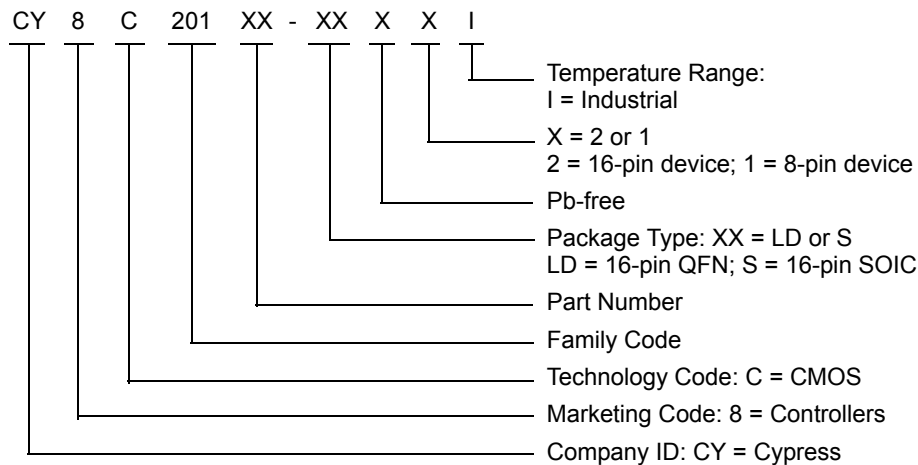 CY 8 C 201 XX - XX X X I
Temperature Range:
I = Industrial
X = 2 or 1
2 = 16-pin device; 1 = 8-pin device
Pb-free
Package Type: XX = LD or S
LD = 16-pin QFN; S = 16-pin SOIC
Part Number
Family Code
Technology Code: C = CMOS
Marketing Code: 8 = Controllers
Company ID: CY = Cypress